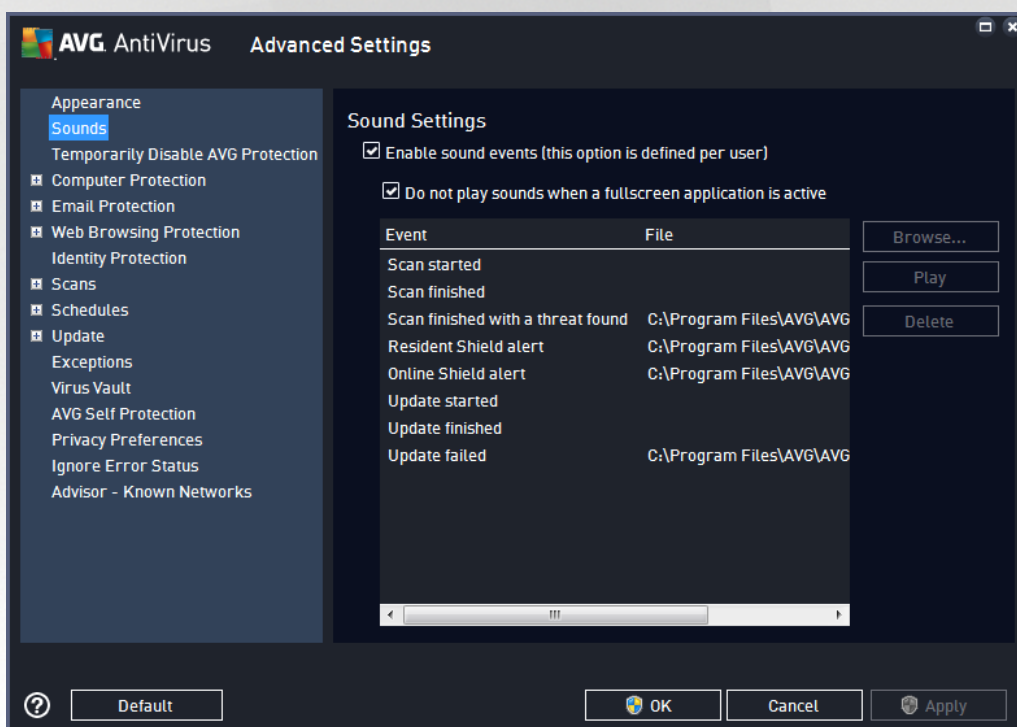 AVG. AntiVirus Advanced Settings
Appearance
Sounds
Temporarily Disable AVG Protection
Computer Protection
Email Protection
Web Browsing Protection
Identity Protection
Scans
Schedules
Update
Exceptions
Virus Vault
AVG Self Protection
Privacy Preferences
Ignore Error Status
Advisor - Known Networks
Sound Settings
Enable sound events (this option is defined per user)
Do not play sounds when a fullscreen application is active
Event File
Scan started
Scan finished
Scan finished with a threat found C:\Program Files\AVG\AVG
Resident Shield alert C:\Program Files\AVG\AVG
Online Shield alert C:\Program Files\AVG\AVG
Update started
Update finished
Update failed C:\Program Files\AVG\AVG
Browse...
Play
Delete
? Default OK Cancel Apply